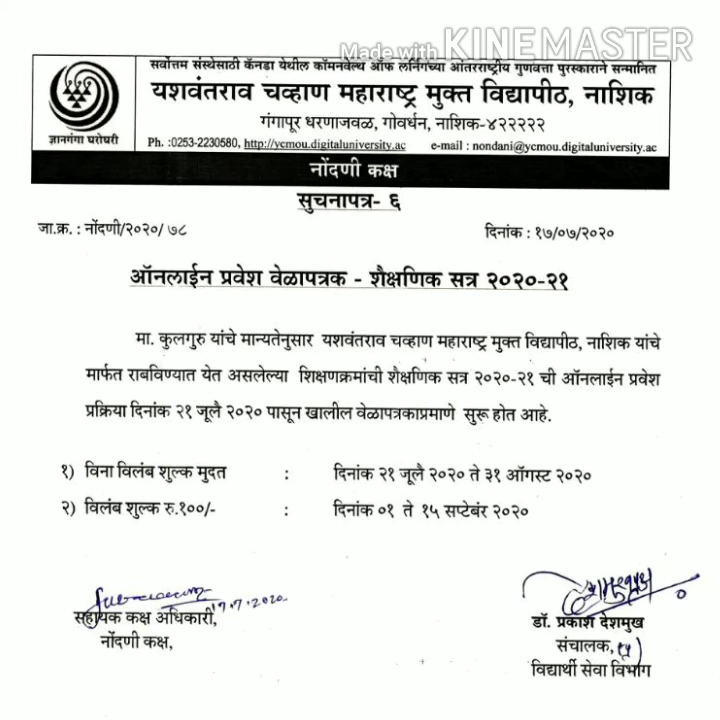 Made with KINEMASTER
सर्वोत्तम संस्थेसाठी कॅनडा येथील कॉमनवेल्थ ऑफ लर्निंगच्या आंतरराष्ट्रीय गुणवत्ता पुरस्काराने सन्मानित
यशवंतराव चव्हाण महाराष्ट्र मुक्त विद्यापीठ, नाशिक
गंगापूर धरणाजवळ, गोवर्धन, नाशिक-४२२२२२
ज्ञानगंगा घरोघरी
Ph. :0253-2230580, http://ycmou.digitaluniversity.ac e-mail : nondani@ycmou.digitaluniversity.ac
नोंदणी कक्ष
सुचनापत्र- ६
जा.क्र. : नोंदणी/२०२०/ ७८ दिनांक : १७/०७/२०२०
ऑनलाईन प्रवेश वेळापत्रक - शैक्षणिक सत्र २०२०-२१
मा. कुलगुरु यांचे मान्यतेनुसार यशवंतराव चव्हाण महाराष्ट्र मुक्त विद्यापीठ, नाशिक यांचे
मार्फत राबविण्यात येत असलेल्या शिक्षणक्रमांची शैक्षणिक सत्र २०२०-२१ ची ऑनलाईन प्रवेश
प्रक्रिया दिनांक २१ जूलै २०२० पासून खालील वेळापत्रकाप्रमाणे सुरू होत आहे.
१) विना विलंब शुल्क मुदत : दिनांक २१ जूलै २०२० ते ३१ ऑगस्ट २०२०
२) विलंब शुल्क रु.१००/- : दिनांक ०१ ते १५ सप्टेंबर २०२०
17.7.2020
सहायक कक्ष अधिकारी,
नोंदणी कक्ष,
डॉ. प्रकाश देशमुख
संचालक,
विद्यार्थी सेवा विभाग